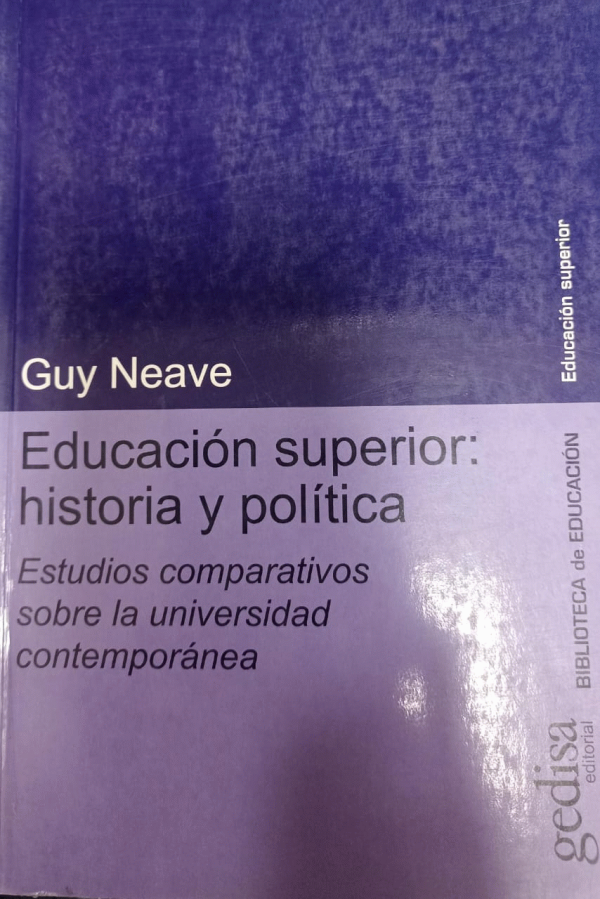 Guy Neave
Educación superior:
historia y política
Estudios comparativos
sobre la universidad
contemporánea
Educación superior
BIBLIOTECA de EDUCACIÓN
gedisa
editorial